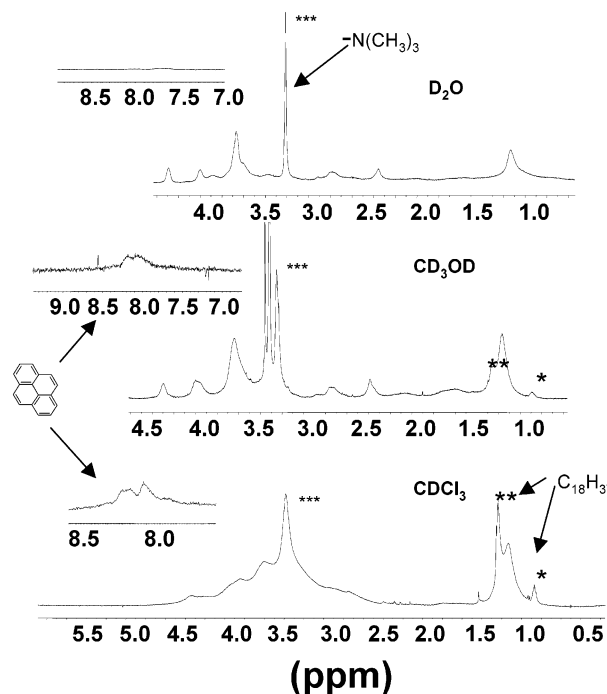 ***
−N(CH₃)₃
D₂O
8.5 8.0 7.5 7.0
4.0 3.5 3.0 2.5 2.0 1.5 1.0
***
CD₃OD
9.0 8.5 8.0 7.5 7.0
**
*
4.5 4.0 3.5 3.0 2.5 2.0 1.5 1.0
***
CDCl₃
**
C₁₈H₃
*
8.5 8.0
5.5 5.0 4.5 4.0 3.5 3.0 2.5 2.0 1.5 1.0 0.5
(ppm)